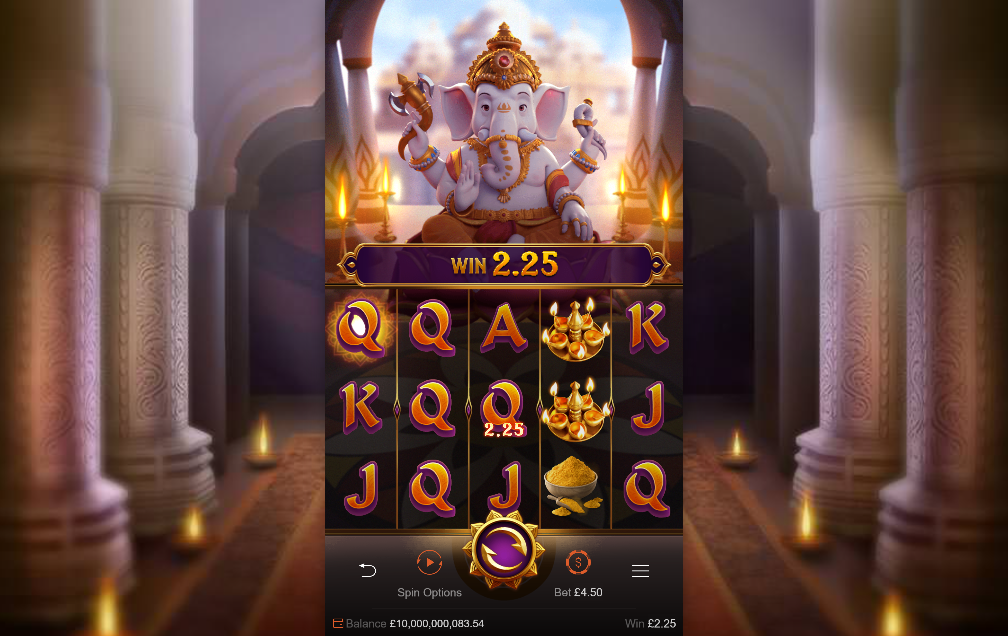 WIN 2.25
Q Q A K
K Q Q J
2.25
J Q J Q
Spin Options
Bet £4.50
Balance £10,000,000,083.54
Win £2.25